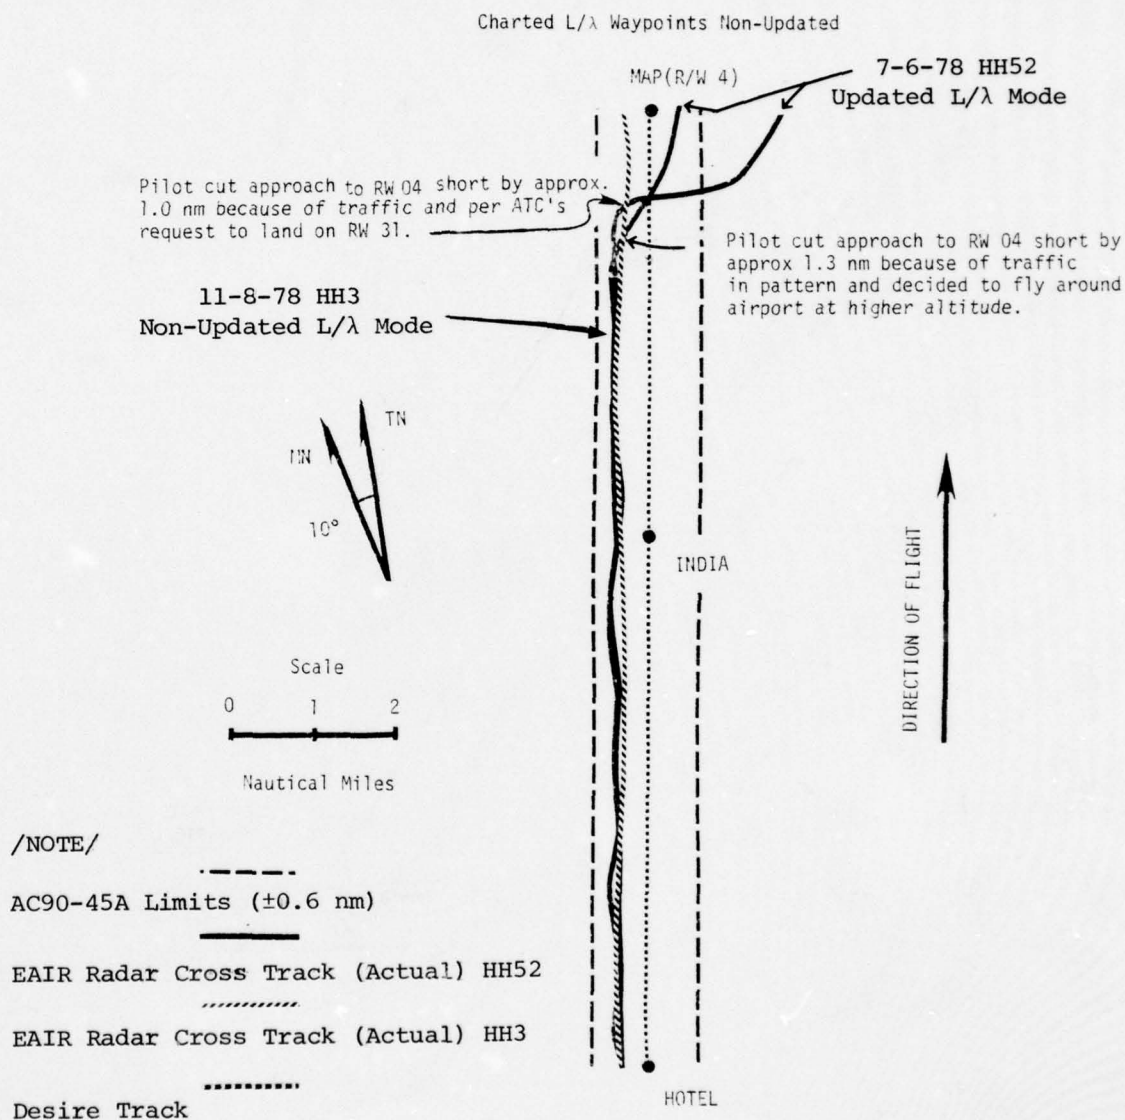 Charted L/λ Waypoints Non-Updated
MAP(R/W 4)
7-6-78 HH52
Updated L/λ Mode
Pilot cut approach to RW 04 short by approx.
1.0 nm because of traffic and per ATC's
request to land on RW 31.
Pilot cut approach to RW 04 short by
approx 1.3 nm because of traffic
in pattern and decided to fly around
airport at higher altitude.
11-8-78 HH3
Non-Updated L/λ Mode
TN
MN
10°
INDIA
DIRECTION OF FLIGHT
Scale
0 1 2
Nautical Miles
/NOTE/
AC90-45A Limits (±0.6 nm)
EAIR Radar Cross Track (Actual) HH52
EAIR Radar Cross Track (Actual) HH3
Desire Track
HOTEL